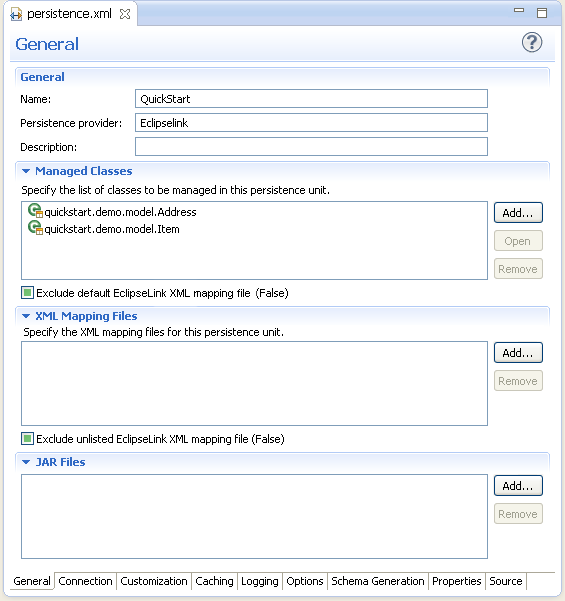 persistence.xml
General
General
Name: QuickStart
Persistence provider: Eclipselink
Description:
Managed Classes
Specify the list of classes to be managed in this persistence unit.
quickstart.demo.model.Address
quickstart.demo.model.Item
Add...
Open
Remove
Exclude default EclipseLink XML mapping file (False)
XML Mapping Files
Specify the XML mapping files for this persistence unit.
Add...
Remove
Exclude unlisted EclipseLink XML mapping file (False)
JAR Files
Add...
Remove
General Connection Customization Caching Logging Options Schema Generation Properties Source